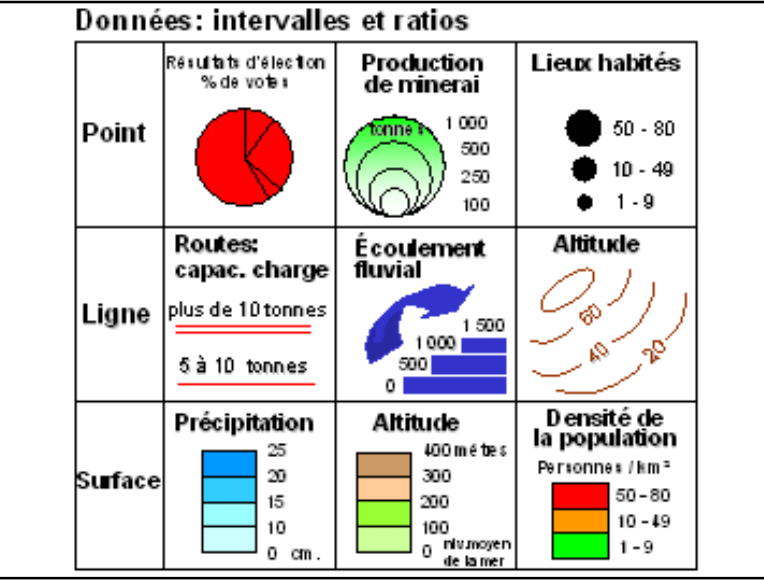 Données: intervalles et ratios
Point
Résultats d'élection
% de votes
Production
de minerai
tonnes
1 000
500
250
100
Lieux habités
50 - 80
10 - 49
1 - 9
Ligne
Routes:
capac. charge
plus de 10 tonnes
5 à 10 tonnes
Écoulement
fluvial
1 500
1 000
500
0
Altitude
60
40
20
Surface
Précipitation
25
20
15
10
0 cm.
Altitude
400 métres
300
200
100
0 niv.moyen
de la mer
Densité de
la population
Personnes / km²
50 - 80
10 - 49
1 - 9